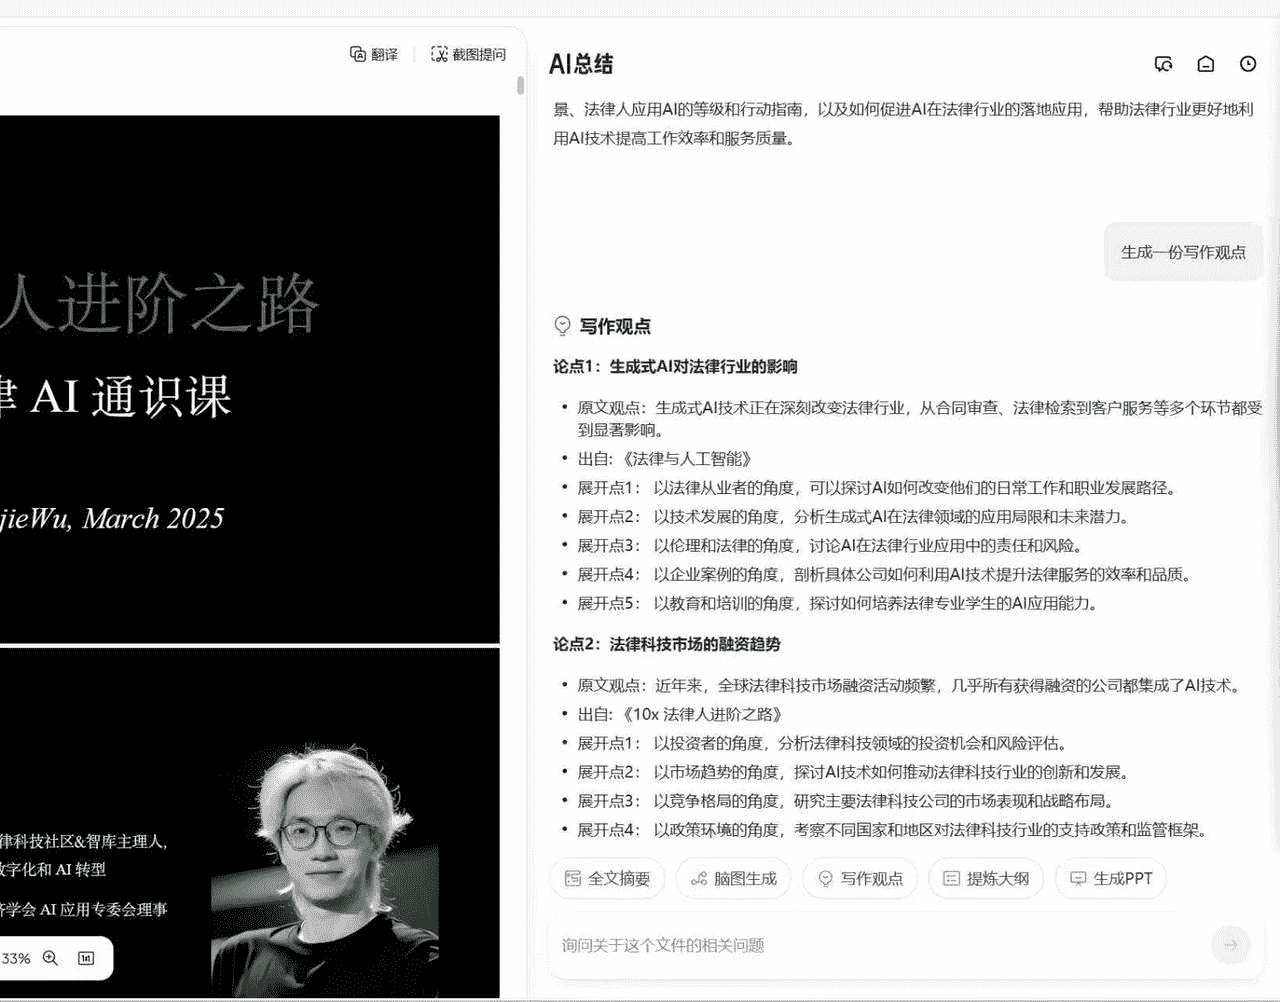 翻译
截图提问
人进阶之路
律 AI 通识课
jieWu, March 2025
律科技社区&智库主理人,
数字化和 AI 转型
济学会 AI 应用专委会理事
33%
AI总结
景、法律人应用AI的等级和行动指南，以及如何促进AI在法律行业的落地应用，帮助法律行业更好地利
用AI技术提高工作效率和服务质量。
生成一份写作观点
写作观点
论点1：生成式AI对法律行业的影响
• 原文观点：生成式AI技术正在深刻改变法律行业，从合同审查、法律检索到客户服务等多个环节都受
到显著影响。
• 出自:《法律与人工智能》
• 展开点1： 以法律从业者的角度，可以探讨AI如何改变他们的日常工作和职业发展路径。
• 展开点2： 以技术发展的角度，分析生成式AI在法律领域的应用局限和未来潜力。
• 展开点3： 以伦理和法律的角度，讨论AI在法律行业应用中的责任和风险。
• 展开点4： 以企业案例的角度，剖析具体公司如何利用AI技术提升法律服务的效率和品质。
• 展开点5： 以教育和培训的角度，探讨如何培养法律专业学生的AI应用能力。
论点2：法律科技市场的融资趋势
• 原文观点：近年来，全球法律科技市场融资活动频繁，几乎所有获得融资的公司都集成了AI技术。
• 出自:《10x 法律人进阶之路》
• 展开点1： 以投资者的角度，分析法律科技领域的投资机会和风险评估。
• 展开点2： 以市场趋势的角度，探讨AI技术如何推动法律科技行业的创新和发展。
• 展开点3： 以竞争格局的角度，研究主要法律科技公司的市场表现和战略布局。
• 展开点4： 以政策环境的角度，考察不同国家和地区对法律科技行业的支持政策和监管框架。
全文摘要
脑图生成
写作观点
提炼大纲
生成PPT
询问关于这个文件的相关问题